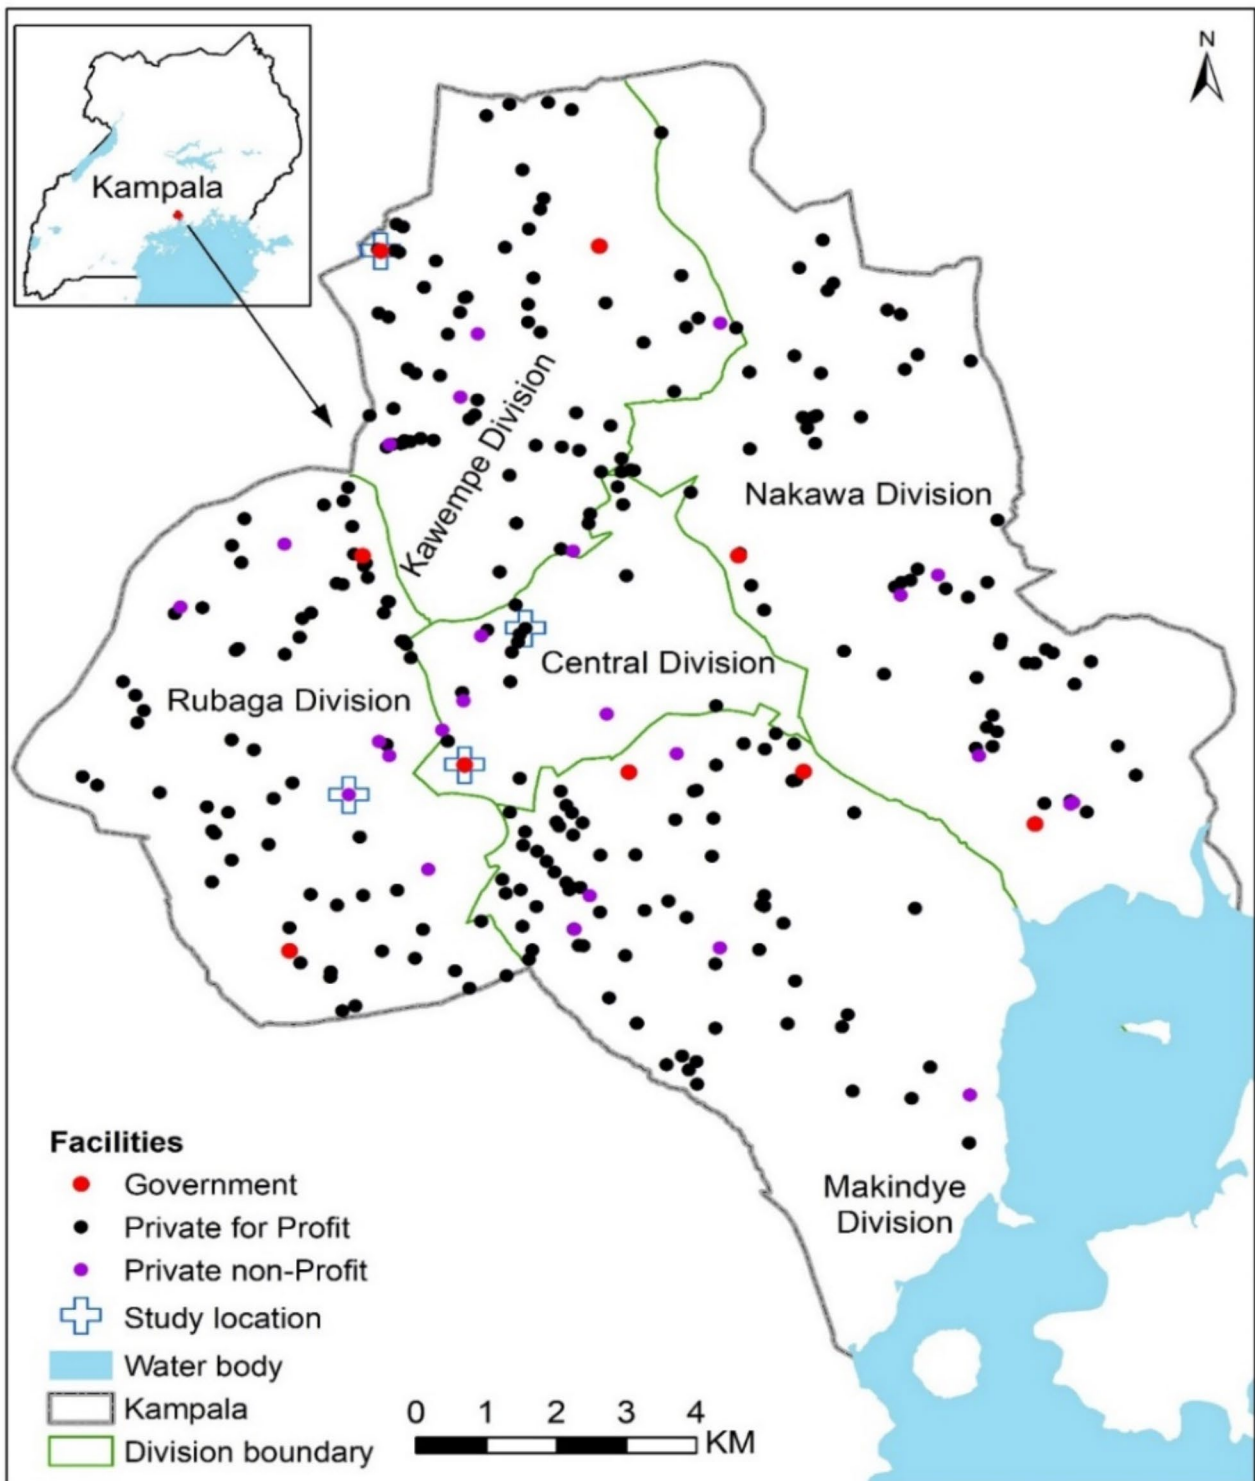 N
Kampala
Kawempe Division
Nakawa Division
Central Division
Rubaga Division
Makindye
Division
Facilities
Government
Private for Profit
Private non-Profit
Study location
Water body
Kampala
Division boundary
0 1 2 3 4
KM